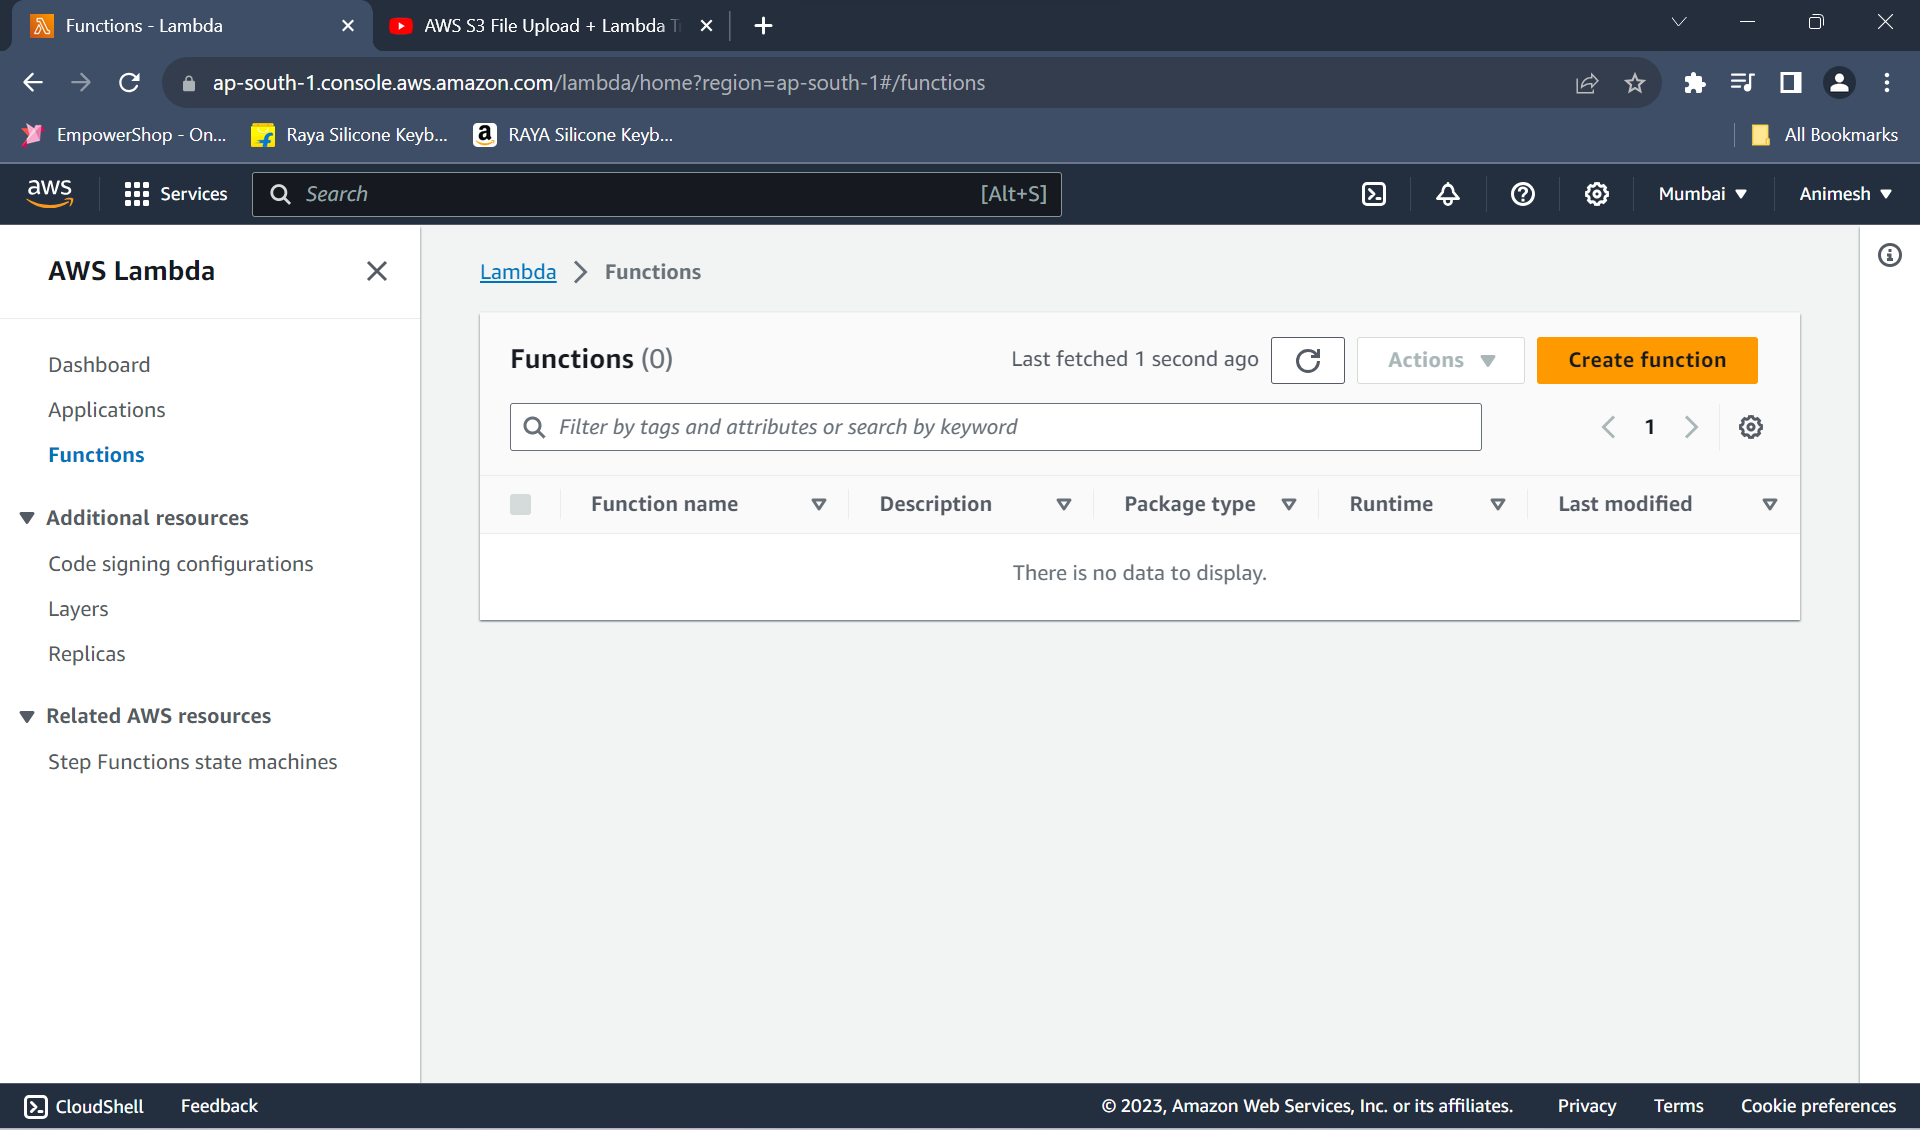 Functions - Lambda
AWS S3 File Upload + Lambda
ap-south-1.console.aws.amazon.com/lambda/home?region=ap-south-1#/functions
EmpowerShop - On...
Raya Silicone Keyb...
RAYA Silicone Keyb...
All Bookmarks
aws
Services
Search
[Alt+S]
Mumbai
Animesh
AWS Lambda
Dashboard
Applications
Functions
Additional resources
Code signing configurations
Layers
Replicas
Related AWS resources
Step Functions state machines
Lambda
Functions
Functions (0)
Last fetched 1 second ago
Actions
Create function
Filter by tags and attributes or search by keyword
1
Function name
Description
Package type
Runtime
Last modified
There is no data to display.
CloudShell
Feedback
© 2023, Amazon Web Services, Inc. or its affiliates.
Privacy
Terms
Cookie preferences